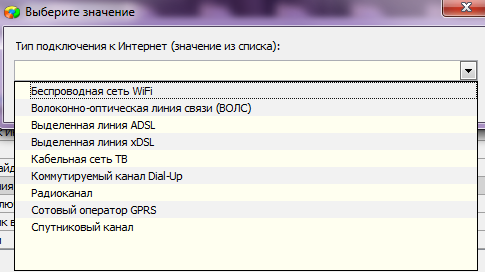 Выберите значение
Тип подключения к Интернет (значение из списка):
Беспроводная сеть WiFi
Волоконно-оптическая линия связи (ВОЛС)
Выделенная линия ADSL
Выделенная линия xDSL
Кабельная сеть ТВ
Коммутируемый канал Dial-Up
Радиоканал
Сотовый оператор GPRS
Спутниковый канал